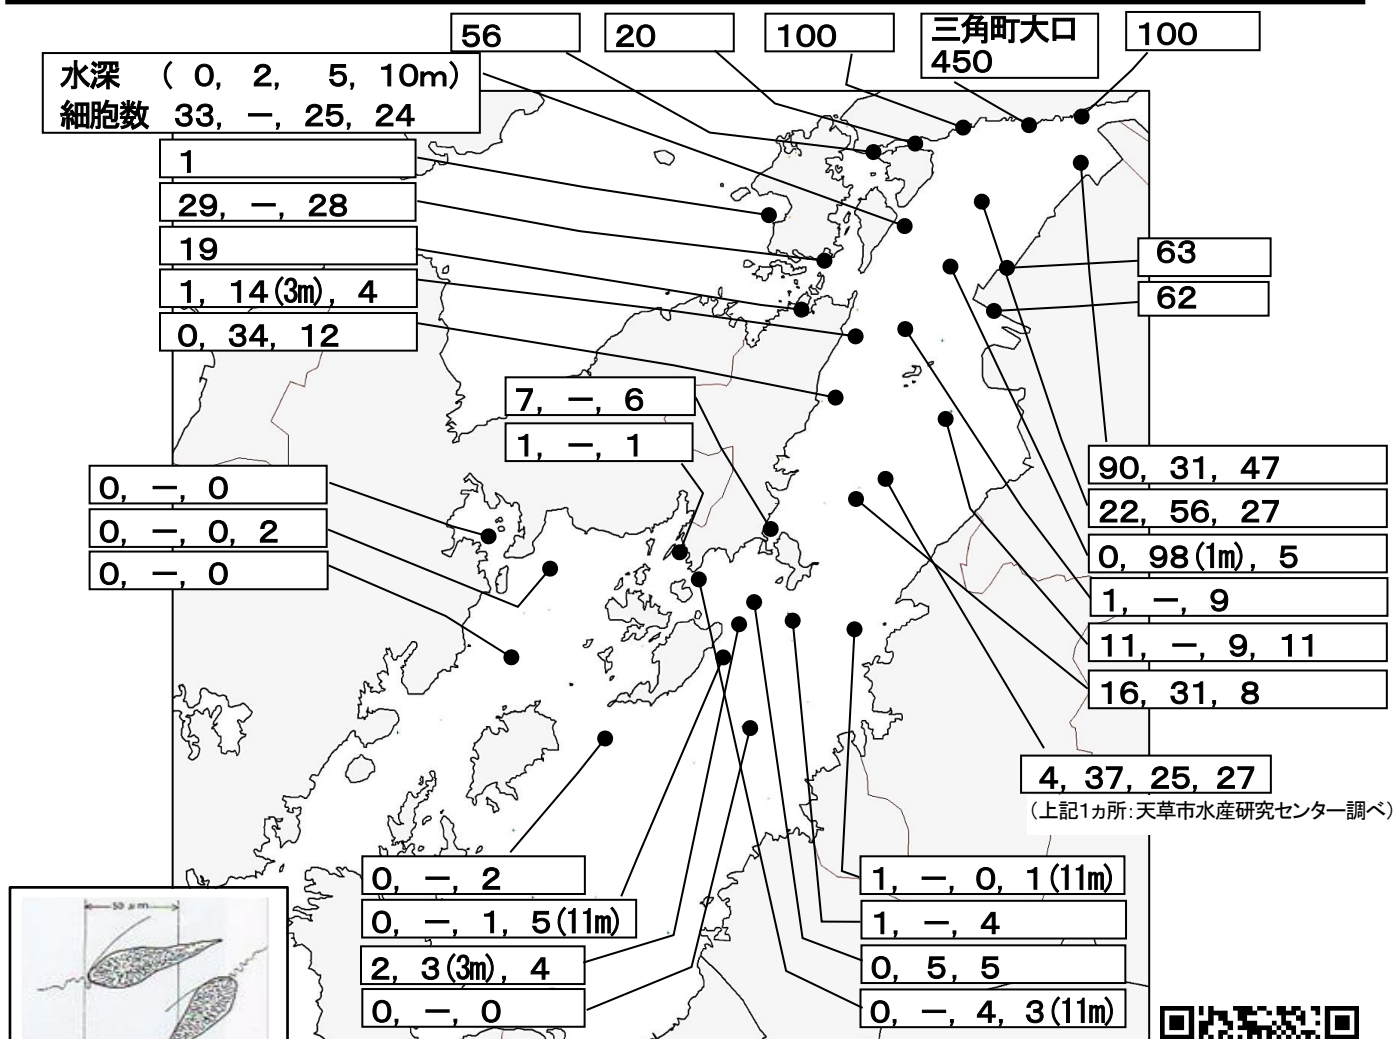 56
20
100
三角町大口
450
100
水深 ( 0, 2, 5, 10m)
細胞数 33, -, 25, 24
1
29, -, 28
19
1, 14(3m), 4
0, 34, 12
63
62
7, -, 6
1, -, 1
0, -, 0
0, -, 0, 2
0, -, 0
90, 31, 47
22, 56, 27
0, 98(1m), 5
1, -, 9
11, -, 9, 11
16, 31, 8
4, 37, 25, 27
(上記1ヵ所:天草市水産研究センター調べ)
0, -, 2
0, -, 1, 5(11m)
2, 3(3m), 4
0, -, 0
1, -, 0, 1(11m)
1, -, 4
0, 5, 5
0, -, 4, 3(11m)
50 μm